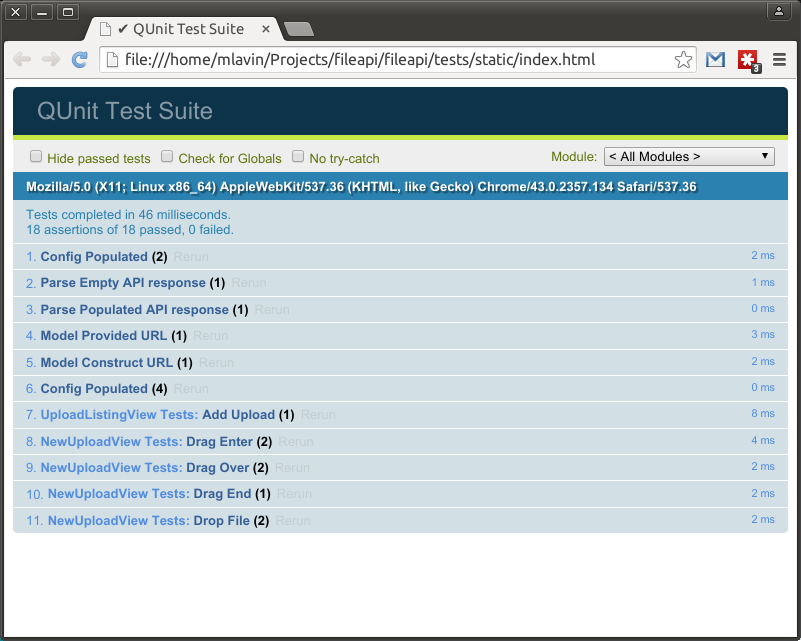 ✔ QUnit Test Suite
file:///home/mlavin/Projects/fileapi/fileapi/tests/static/index.html
3
QUnit Test Suite
Hide passed tests Check for Globals No try-catch Module: < All Modules >
Mozilla/5.0 (X11; Linux x86_64) AppleWebKit/537.36 (KHTML, like Gecko) Chrome/43.0.2357.134 Safari/537.36
Tests completed in 46 milliseconds.
18 assertions of 18 passed, 0 failed.
1. Config Populated (2) Rerun 2 ms
2. Parse Empty API response (1) Rerun 1 ms
3. Parse Populated API response (1) Rerun 0 ms
4. Model Provided URL (1) Rerun 3 ms
5. Model Construct URL (1) Rerun 2 ms
6. Config Populated (4) Rerun 0 ms
7. UploadListingView Tests: Add Upload (1) Rerun 8 ms
8. NewUploadView Tests: Drag Enter (2) Rerun 4 ms
9. NewUploadView Tests: Drag Over (2) Rerun 2 ms
10. NewUploadView Tests: Drag End (1) Rerun 2 ms
11. NewUploadView Tests: Drop File (2) Rerun 2 ms